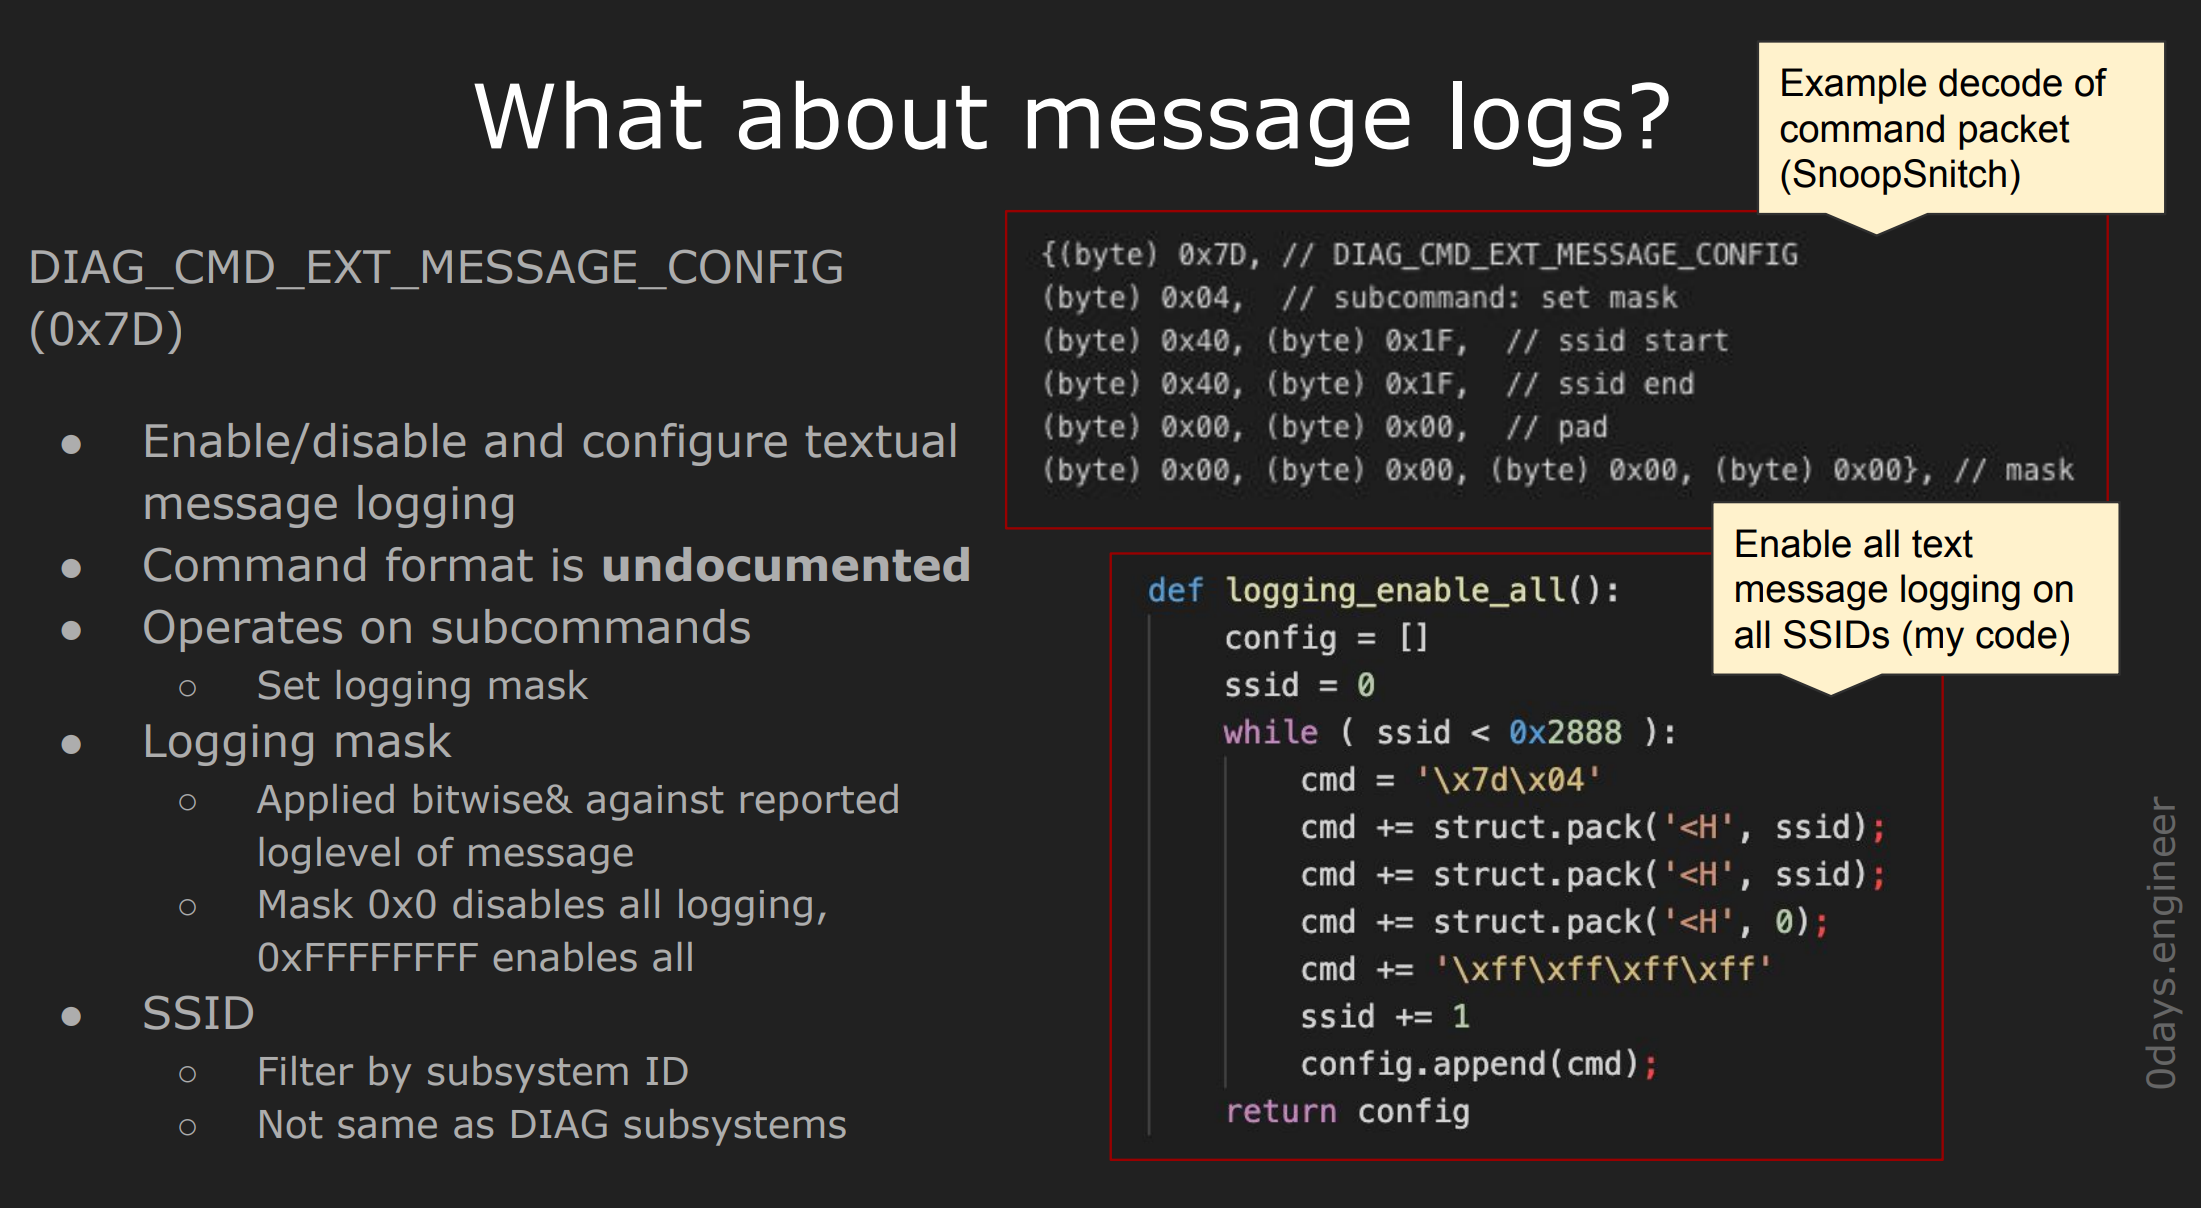 What about message logs?
Example decode of
command packet
(SnoopSnitch)
DIAG_CMD_EXT_MESSAGE_CONFIG
(0x7D)
● Enable/disable and configure textual
message logging
● Command format is undocumented
● Operates on subcommands
○ Set logging mask
● Logging mask
○ Applied bitwise& against reported
loglevel of message
○ Mask 0x0 disables all logging,
0xFFFFFFFF enables all
● SSID
○ Filter by subsystem ID
○ Not same as DIAG subsystems
{(byte) 0x7D, // DIAG_CMD_EXT_MESSAGE_CONFIG
(byte) 0x04,  // subcommand: set mask
(byte) 0x40, (byte) 0x1F,  // ssid start
(byte) 0x40, (byte) 0x1F,  // ssid end
(byte) 0x00, (byte) 0x00,  // pad
(byte) 0x00, (byte) 0x00, (byte) 0x00, (byte) 0x00}, // mask
Enable all text
message logging on
all SSIDs (my code)
def logging_enable_all():
    config = []
    ssid = 0
    while ( ssid < 0x2888 ):
        cmd = '\x7d\x04'
        cmd += struct.pack('<H', ssid);
        cmd += struct.pack('<H', ssid);
        cmd += struct.pack('<H', 0);
        cmd += '\xff\xff\xff\xff'
        ssid += 1
        config.append(cmd);
    return config
0days.engineer